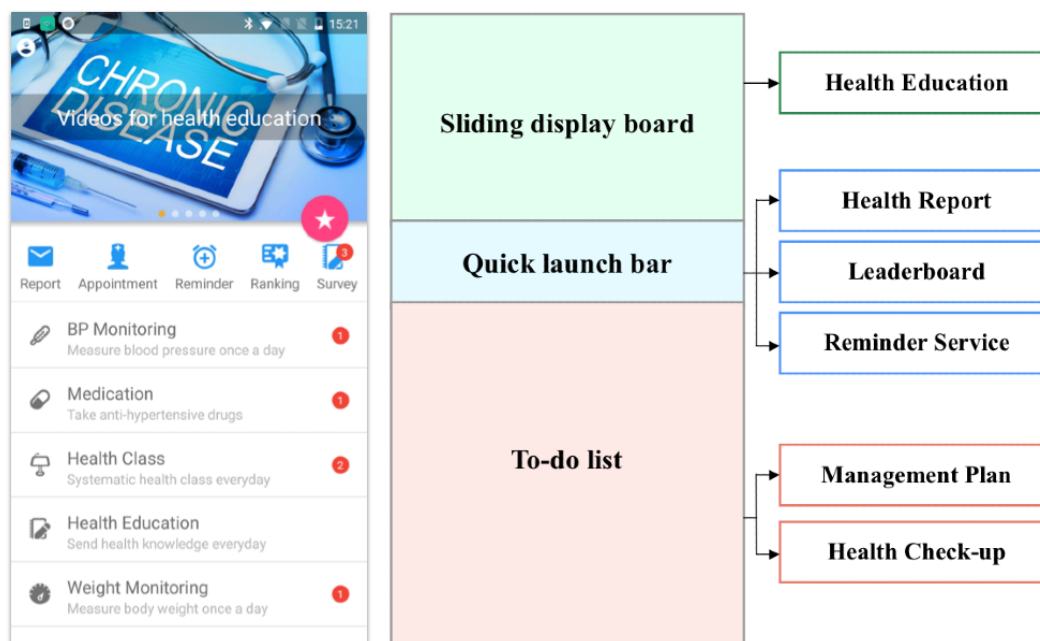 15:21
CHRONIC
DISEASE
Videos for health education
Report
Appointment
Reminder
Ranking
3
Survey
BP Monitoring
Measure blood pressure once a day
1
Medication
Take anti-hypertensive drugs
1
Health Class
Systematic health class everyday
2
Health Education
Send health knowledge everyday
Weight Monitoring
Measure body weight once a day
1
Sliding display board
Quick launch bar
To-do list
Health Education
Health Report
Leaderboard
Reminder Service
Management Plan
Health Check-up